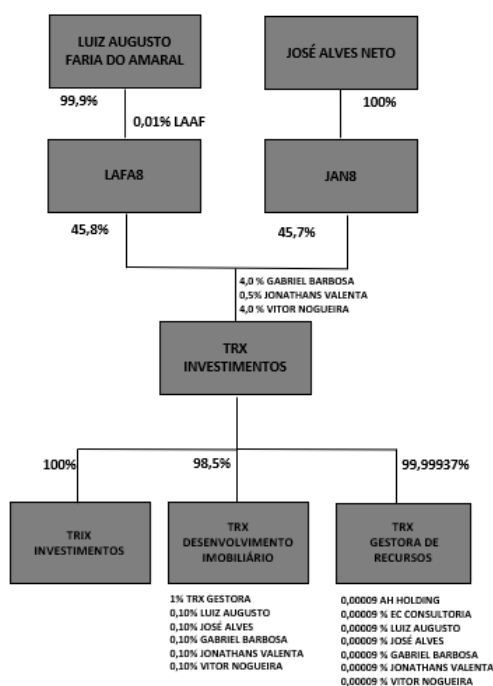 LUIZ AUGUSTO
FARIA DO AMARAL
JOSÉ ALVES NETO
99,9%
100%
0,01% LAAF
LAFA8
JAN8
45,8%
45,7%
4,0 % GABRIEL BARBOSA
0,5% JONATHANS VALENTA
4,0 % VITOR NOGUEIRA
TRX
INVESTIMENTOS
100%
98,5%
99,99937%
TRIX
INVESTIMENTOS
TRX
DESENVOLVIMENTO
IMOBILIÁRIO
TRX
GESTORA DE
RECURSOS
1% TRX GESTORA
0,10% LUIZ AUGUSTO
0,10% JOSÉ ALVES
0,10% GABRIEL BARBOSA
0,10% JONATHANS VALENTA
0,10% VITOR NOGUEIRA
0,00009 % AH HOLDING
0,00009 % EC CONSULTORIA
0,00009 % LUIZ AUGUSTO
0,00009 % JOSÉ ALVES
0,00009 % GABRIEL BARBOSA
0,00009 % JONATHANS VALENTA
0,00009 % VITOR NOGUEIRA